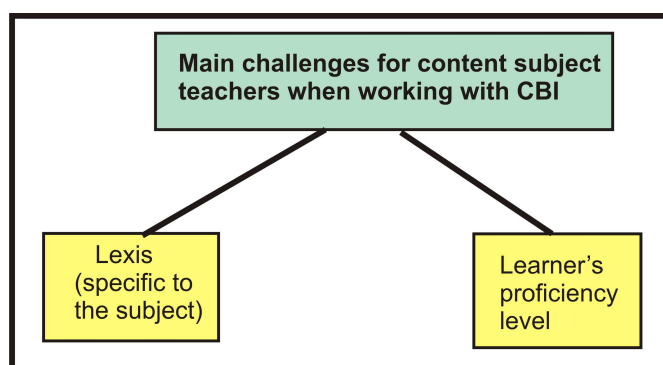 Main challenges for content subject
teachers when working with CBI
Lexis
(specific to
the subject)
Learner’s
proficiency
level